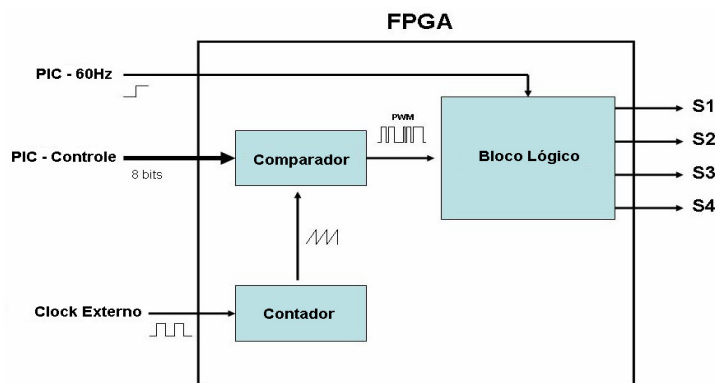 FPGA
PIC - 60Hz
PWM
S1
S2
S3
S4
Bloco Lógico
PIC - Controle
8 bits
Comparador
Clock Externo
Contador